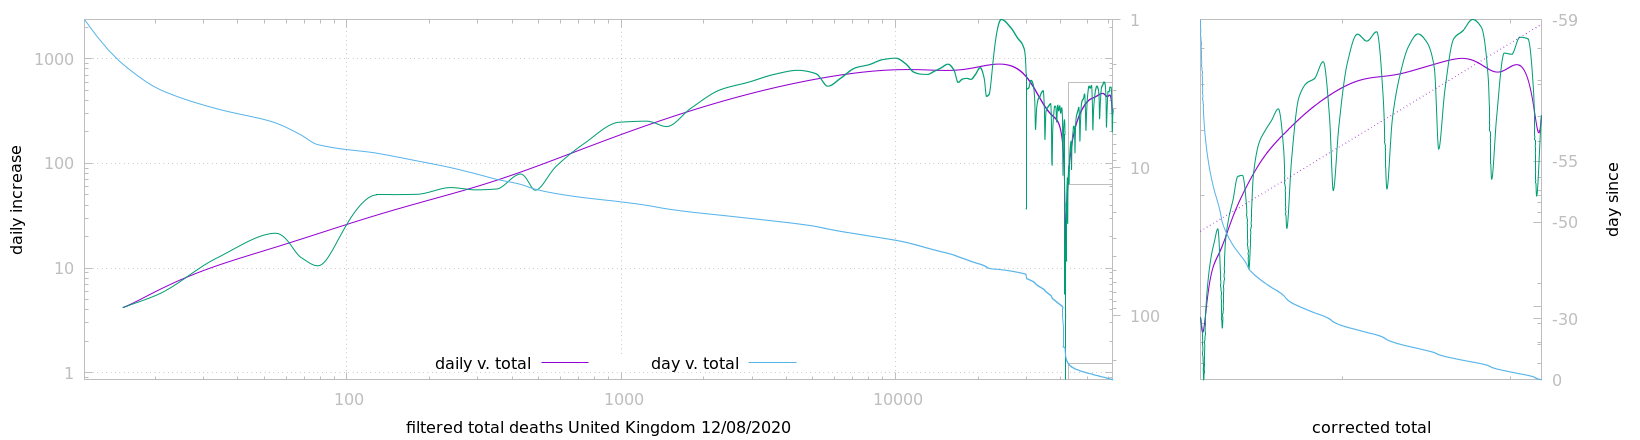 1000
100
10
1
daily increase
daily v. total
day v. total
100
1000
10000
filtered total deaths United Kingdom 12/08/2020
1
10
100
-59
-55
-50
-30
0
day since
corrected total